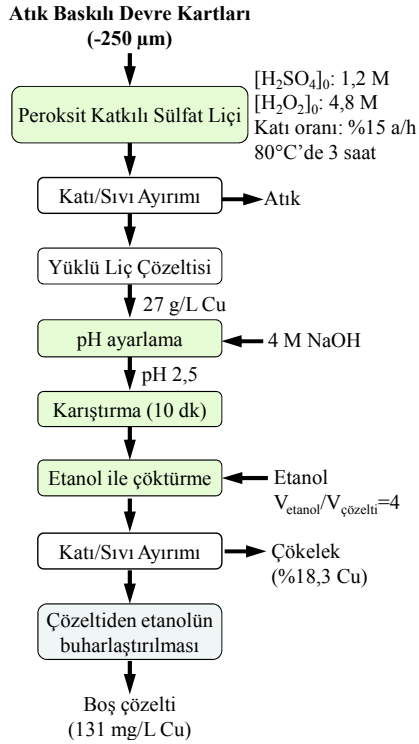 Atık Baskılı Devre Kartları
(-250 μm)
Peroksit Katkılı Sülfat Liçi
[H₂SO₄]₀: 1,2 M
[H₂O₂]₀: 4,8 M
Katı oranı: %15 a/h
80°C’de 3 saat
Katı/Sıvı Ayırımı
Atık
Yüklü Liç Çözeltisi
27 g/L Cu
pH ayarlama
4 M NaOH
pH 2,5
Karıştırma (10 dk)
Etanol ile çöktürme
Etanol
Vetanol/Vçözelti=4
Katı/Sıvı Ayırımı
Çökelek
(%18,3 Cu)
Çözeltiden etanolün
buharlaştırılması
Boş çözelti
(131 mg/L Cu)